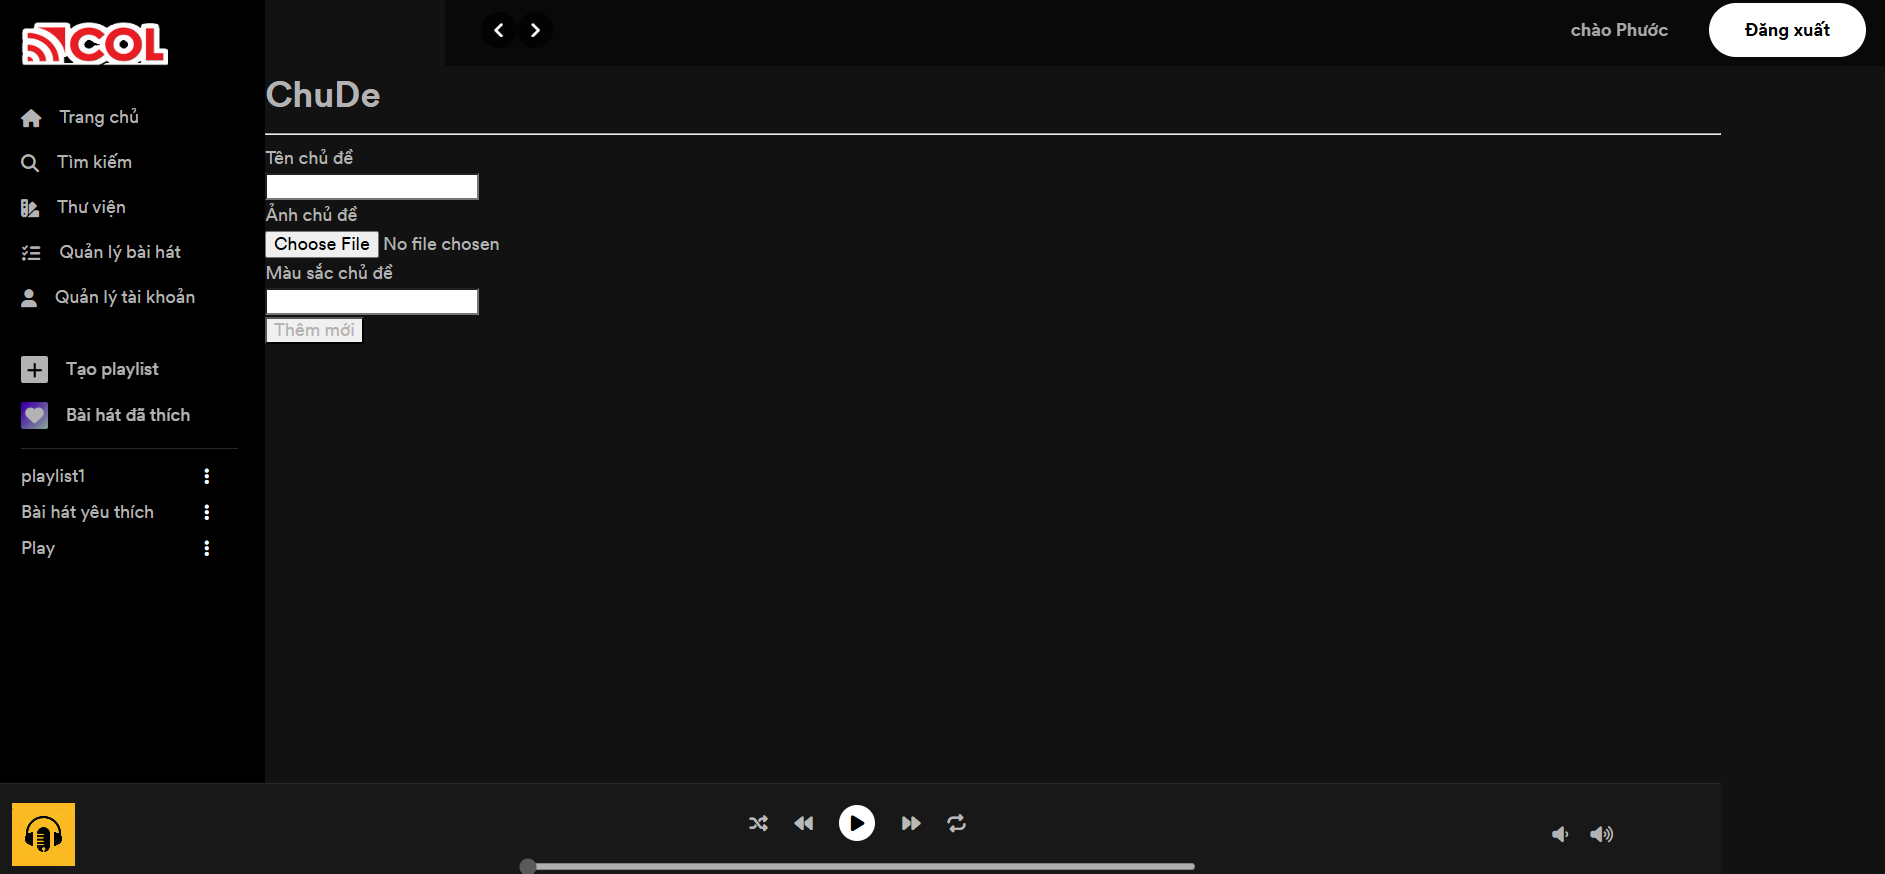 COL
Trang chủ
Tìm kiếm
Thư viện
Quản lý bài hát
Quản lý tài khoản
Tạo playlist
Bài hát đã thích
playlist1
Bài hát yêu thích
Play
chào Phước
Đăng xuất
ChuDe
Tên chủ đề
Ảnh chủ đề
Choose File No file chosen
Màu sắc chủ đề
Thêm mới